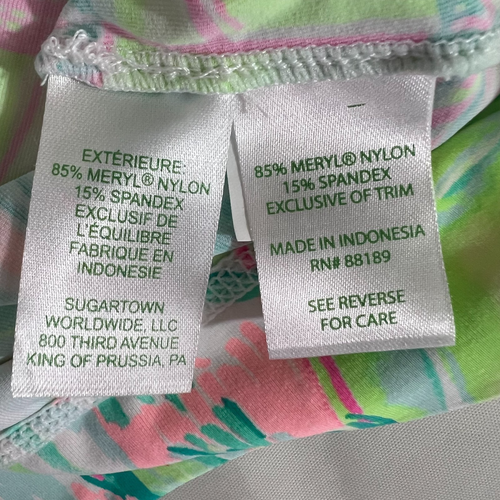 EXTÉRIEURE:
85% MERYL® NYLON
15% SPANDEX
EXCLUSIF DE
L'ÉQUILIBRE
FABRIQUE EN
INDONESIE
SUGARTOWN
WORLDWIDE, LLC
800 THIRD AVENUE
KING OF PRUSSIA, PA
85% MERYL® NYLON
15% SPANDEX
EXCLUSIVE OF TRIM
MADE IN INDONESIA
RN# 88189
SEE REVERSE
FOR CARE